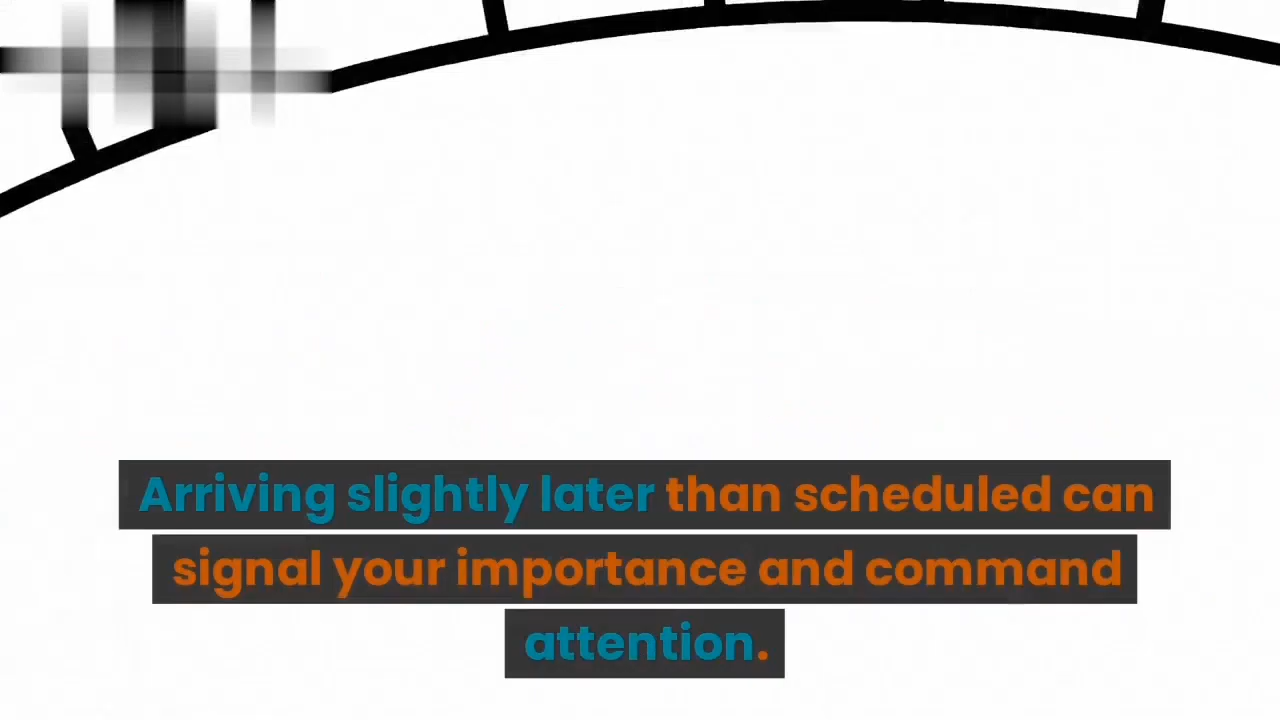 Arriving slightly later than scheduled can
signal your importance and command
attention.